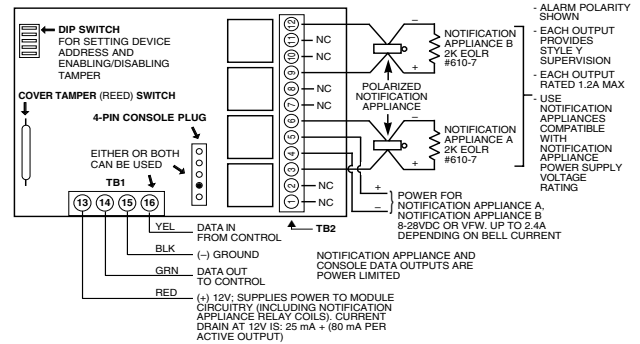 DIP SWITCH
FOR SETTING DEVICE
ADDRESS AND
ENABLING/DISABLING
TAMPER
COVER TAMPER (REED) SWITCH
4-PIN CONSOLE PLUG
EITHER OR BOTH
CAN BE USED
TB1
13 14 15 16
12
11 NC
10 NC
9
8 NC
7 NC
6
5
4
3
2 NC
1 NC
TB2
–
+
NOTIFICATION
APPLIANCE B
2K EOLR
#610-7
POLARIZED
NOTIFICATION
APPLIANCE
–
+
NOTIFICATION
APPLIANCE A
2K EOLR
#610-7
- ALARM POLARITY
SHOWN
- EACH OUTPUT
PROVIDES
STYLE Y
SUPERVISION
- EACH OUTPUT
RATED 1.2A MAX
- USE
NOTIFICATION
APPLIANCES
COMPATIBLE
WITH
NOTIFICATION
APPLIANCE
POWER SUPPLY
VOLTAGE
RATING
+
–
POWER FOR
NOTIFICATION APPLIANCE A,
NOTIFICATION APPLIANCE B
8-28VDC OR VFW. UP TO 2.4A
DEPENDING ON BELL CURRENT
YEL DATA IN
FROM CONTROL
BLK (–) GROUND
GRN DATA OUT
TO CONTROL
RED (+) 12V; SUPPLIES POWER TO MODULE
CIRCUITRY (INCLUDING NOTIFICATION
APPLIANCE RELAY COILS). CURRENT
DRAIN AT 12V IS: 25 mA + (80 mA PER
ACTIVE OUTPUT)
NOTIFICATION APPLIANCE AND
CONSOLE DATA OUTPUTS ARE
POWER LIMITED